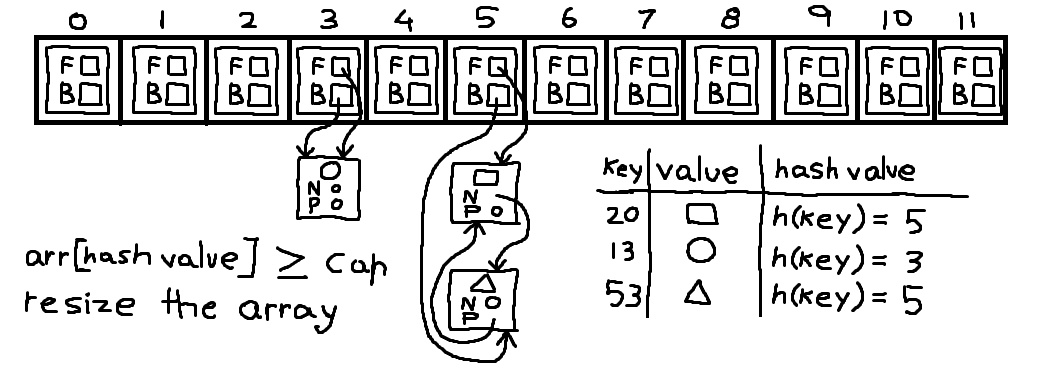 0 1 2 3 4 5 6 7 8 9 10 11
F F F F F F F F F F F F
B B B B B B B B B B B B
N
P
N
P
N
P
Key value hash value
20 h(key) = 5
13 h(key) = 3
53 h(key) = 5
arr[hash value] ≥ cap
resize the array